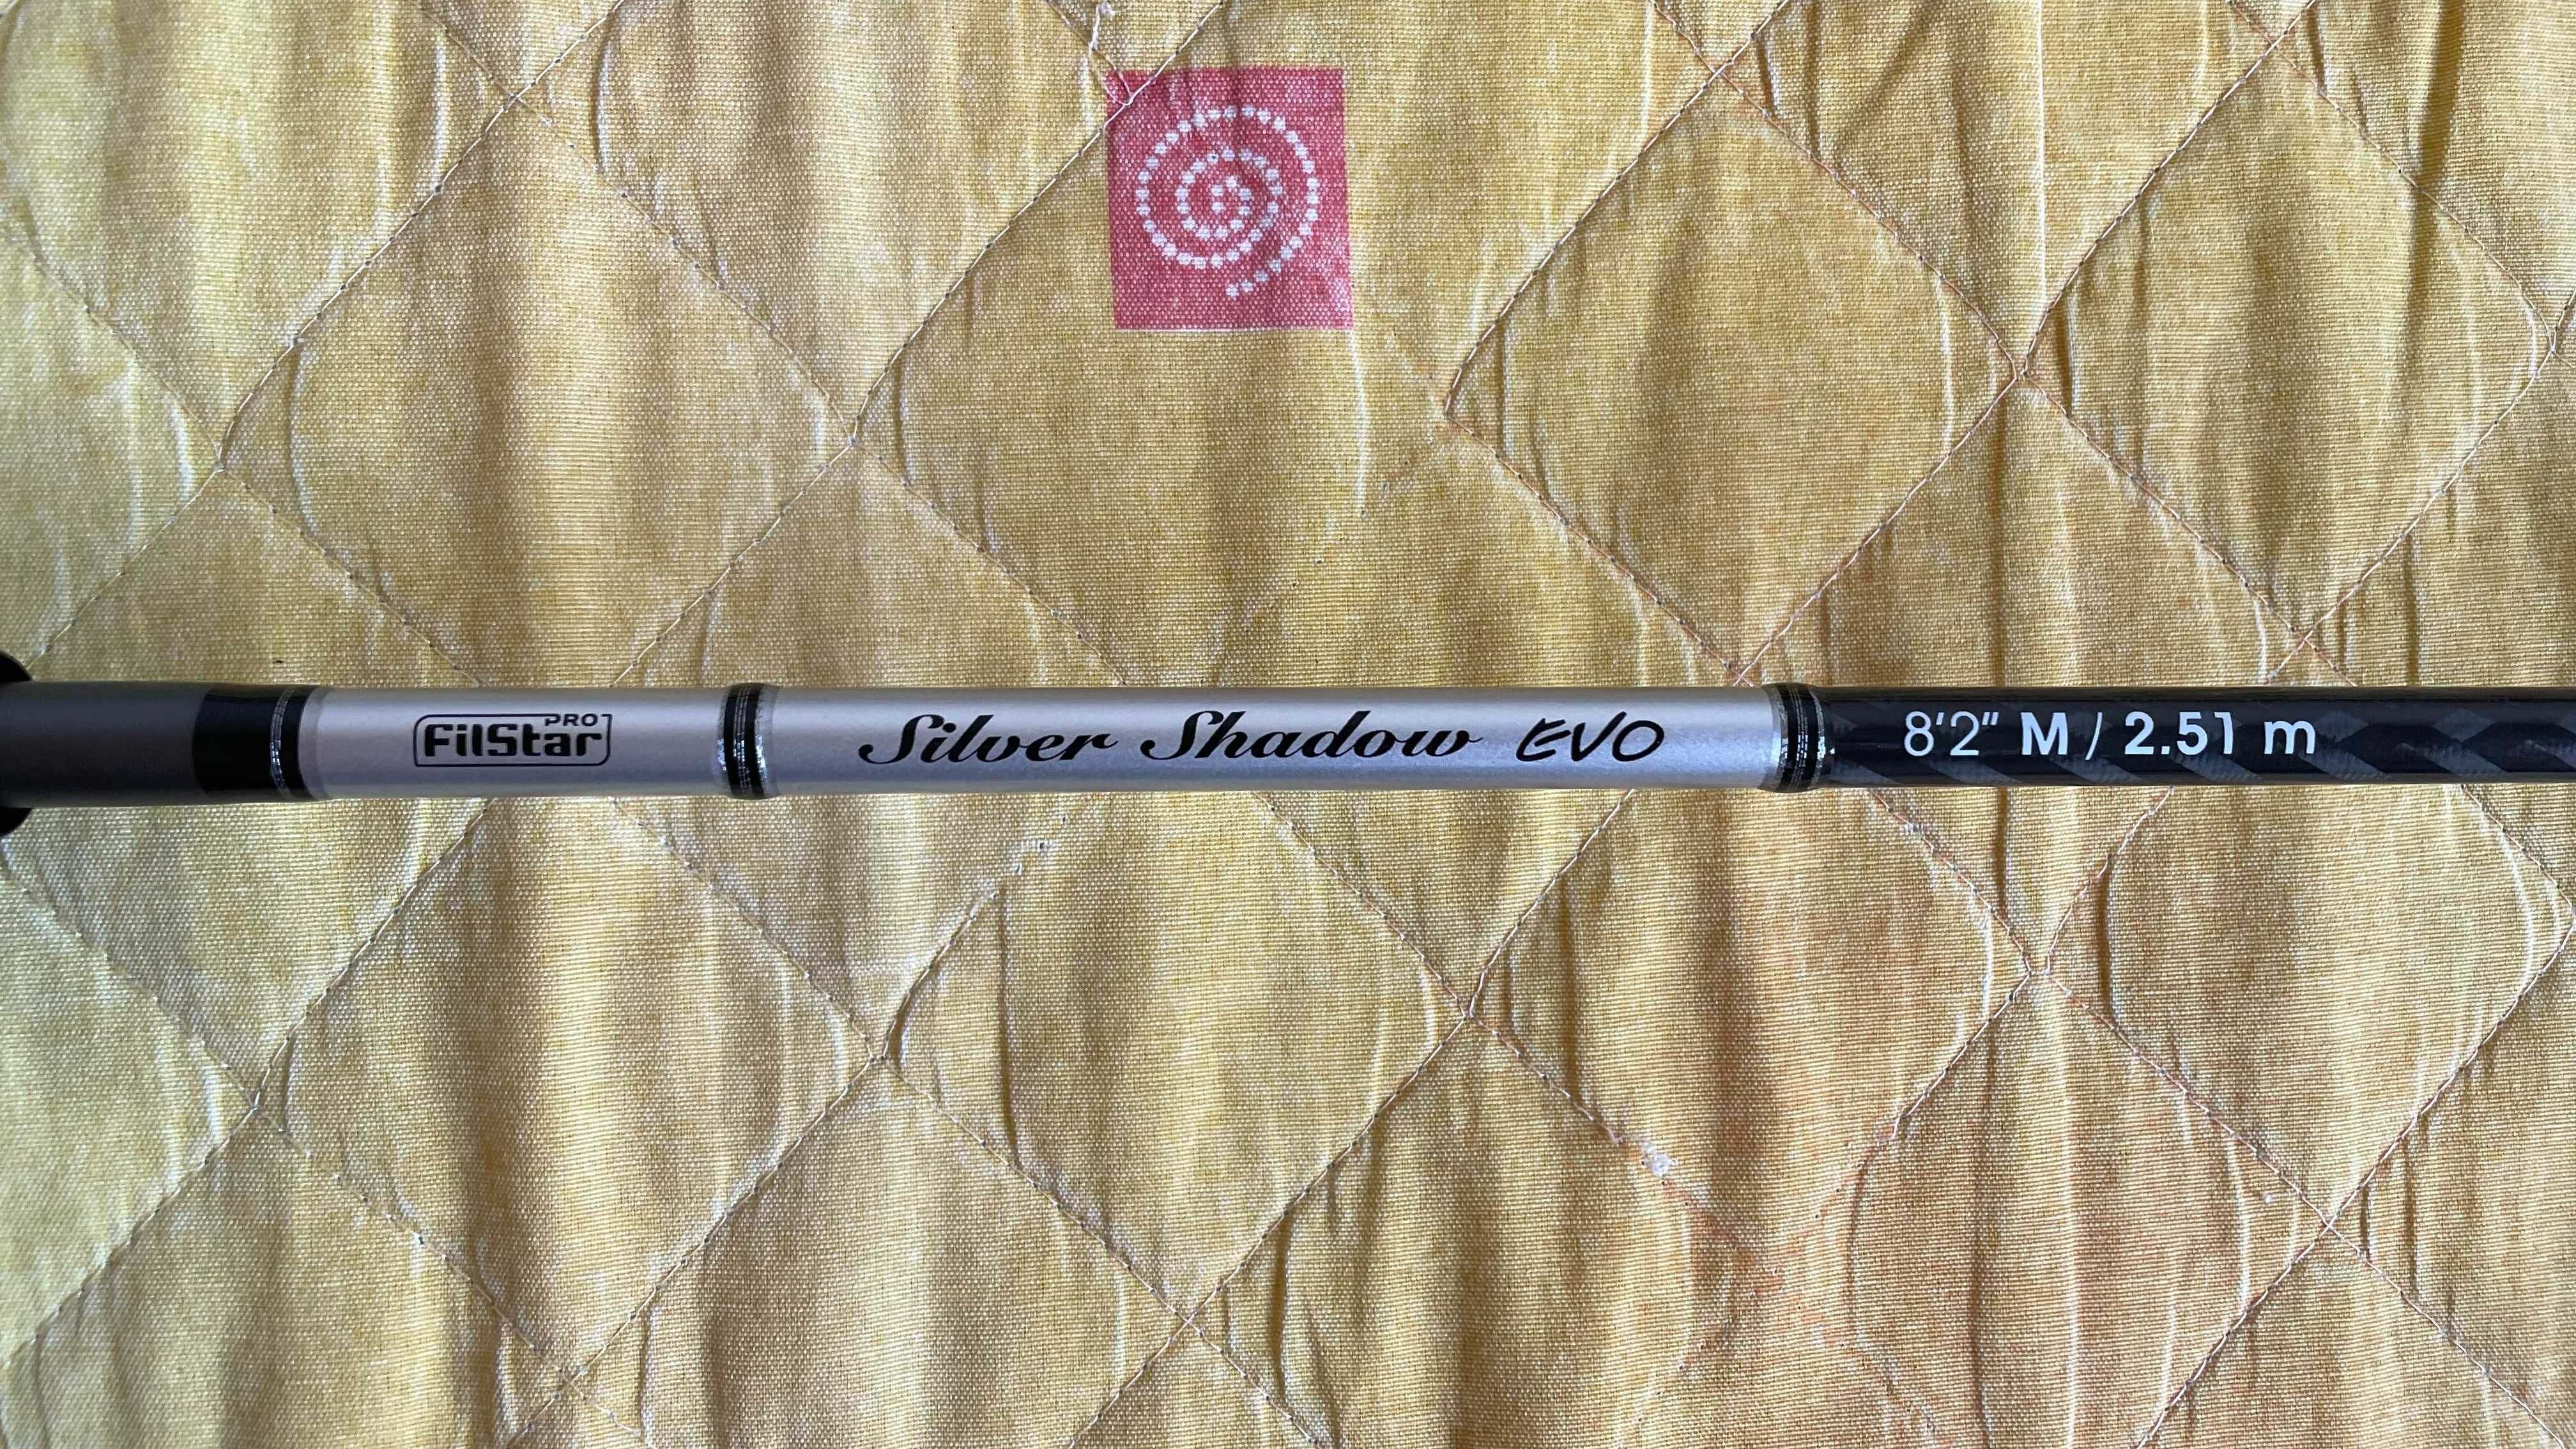 FilStar PRO
Silver Shadow EVO
8'2" M / 2.51 m